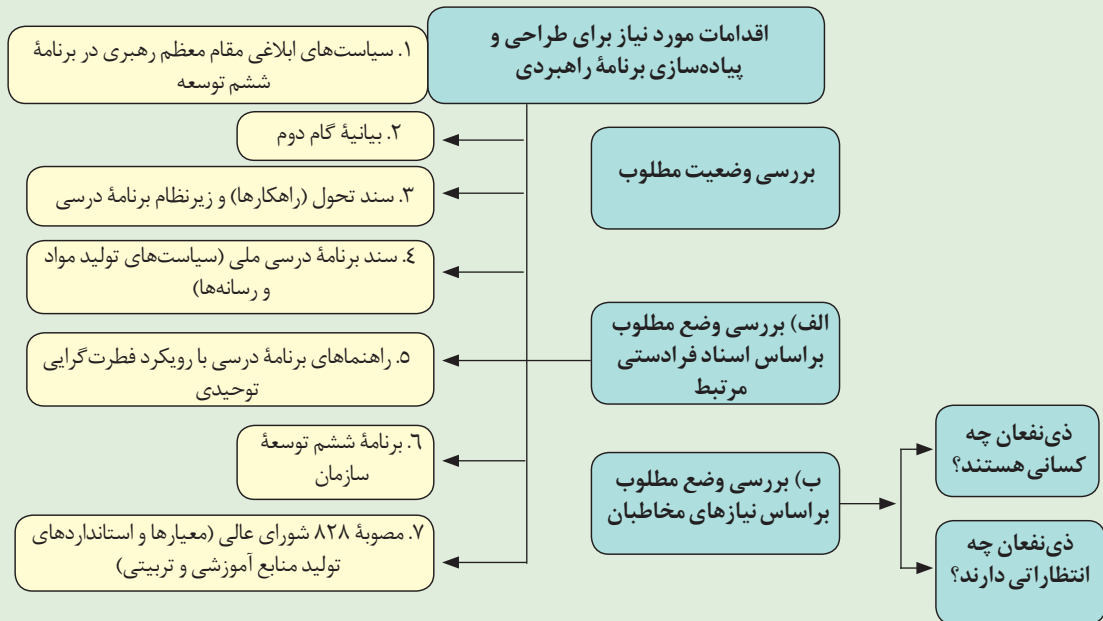 اقدامات مورد نیاز برای طراحی و
پیاده‌سازی برنامهٔ راهبردی
بررسی وضعیت مطلوب
الف) بررسی وضع مطلوب
براساس اسناد فرادستی
مرتبط
ب) بررسی وضع مطلوب
براساس نیازهای مخاطبان
ذی‌نفعان چه
کسانی هستند؟
ذی‌نفعان چه
انتظاراتی دارند؟
۱. سیاست‌های ابلاغی مقام معظم رهبری در برنامهٔ
ششم توسعه
۲. بیانیهٔ گام دوم
۳. سند تحول (راهکارها) و زیرنظام برنامهٔ درسی
٤. سند برنامهٔ درسی ملی (سیاست‌های تولید مواد
و رسانه‌ها)
۵. راهنماهای برنامهٔ درسی با رویکرد فطرت‌گرایی
توحیدی
٦. برنامهٔ ششم توسعهٔ
سازمان
۷. مصوبهٔ ۸۲۸ شورای عالی (معیارها و استانداردهای
تولید منابع آموزشی و تربیتی)